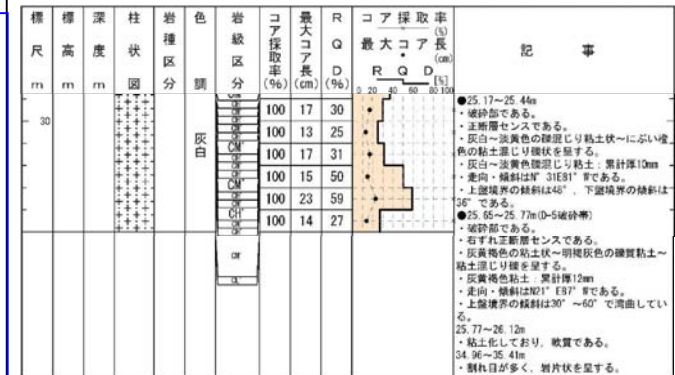 標尺 m
標高 m
深度 m
柱状図
岩種区分
色調
岩級区分
コア採取率(%)
最大コア長(cm)
RQD(%)
コア採取率(%)
最大コア長(cm)
RQD[%]
0 20 40 60 80 100
記事
30
灰白
100 17 30
100 13 25
CM
100 17 31
100 15 50
CM
100 23 59
CH
100 14 27
●25.17～25.44m
・破砕部である。
・正断層センスである。
・灰白～淡黄色の礫混じり粘土状～にぶい橙
色の粘土混じり礫状を呈する。
・灰白～淡黄色礫混じり粘土：累計厚10mm
・走向・傾斜はN°31E81°Wである。
・上盤境界の傾斜は48°、下盤境界の傾斜は
36°である。
●25.65～25.77m(D-5破砕帯)
・破砕部である。
・右ずれ正断層センスである。
・灰黄褐色の粘土状～明褐灰色の礫質粘土～
粘土混じり礫を呈する。
・灰黄褐色粘土：累計厚12mm
・走向・傾斜はN21°E87°Wである。
・上盤境界の傾斜は30°～60°で湾曲してい
る。
25.77～26.12m
・粘土化しており、軟質である。
34.96～35.41m
・割れ目が多く、岩片状を呈する。